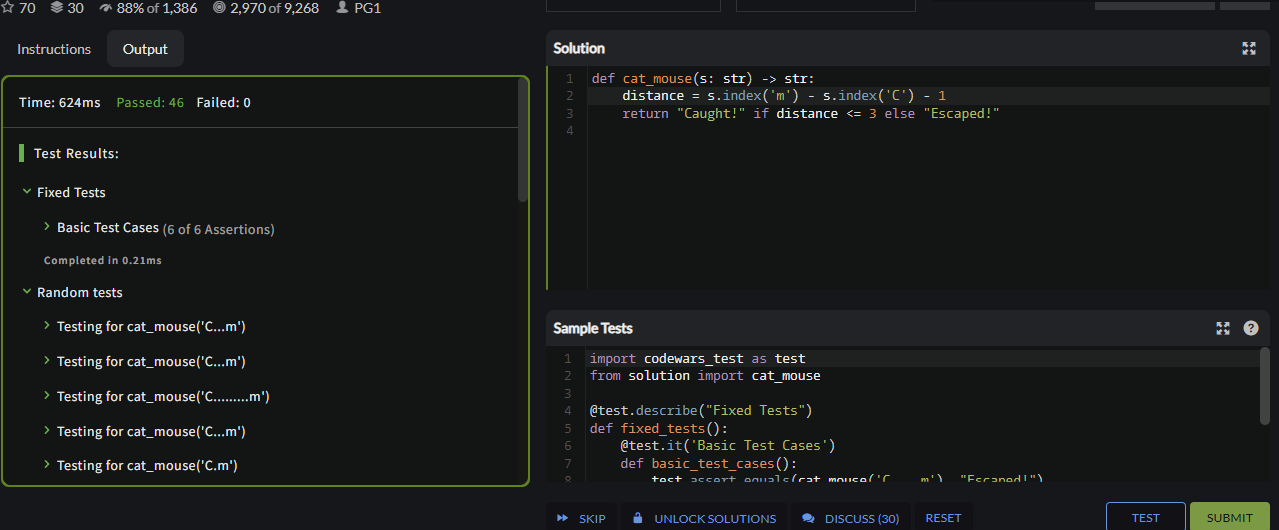 70 30 88% of 1,386 2,970 of 9,268 PG1
Instructions Output
Time: 624ms Passed: 46 Failed: 0
Test Results:
Fixed Tests
Basic Test Cases (6 of 6 Assertions)
Completed in 0.21ms
Random tests
Testing for cat_mouse('C...m')
Testing for cat_mouse('C...m')
Testing for cat_mouse('C.........m')
Testing for cat_mouse('C...m')
Testing for cat_mouse('C.m')
Solution
1 def cat_mouse(s: str) -> str:
2 distance = s.index('m') - s.index('C') - 1
3 return "Caught!" if distance <= 3 else "Escaped!"
4
Sample Tests ?
1 import codewars_test as test
2 from solution import cat_mouse
3
4 @test.describe("Fixed Tests")
5 def fixed_tests():
6 @test.it('Basic Test Cases')
7 def basic_test_cases():
8 test.assert_equals(cat_mouse('C....m'), "Escaped!")
SKIP UNLOCK SOLUTIONS DISCUSS (30) RESET TEST SUBMIT